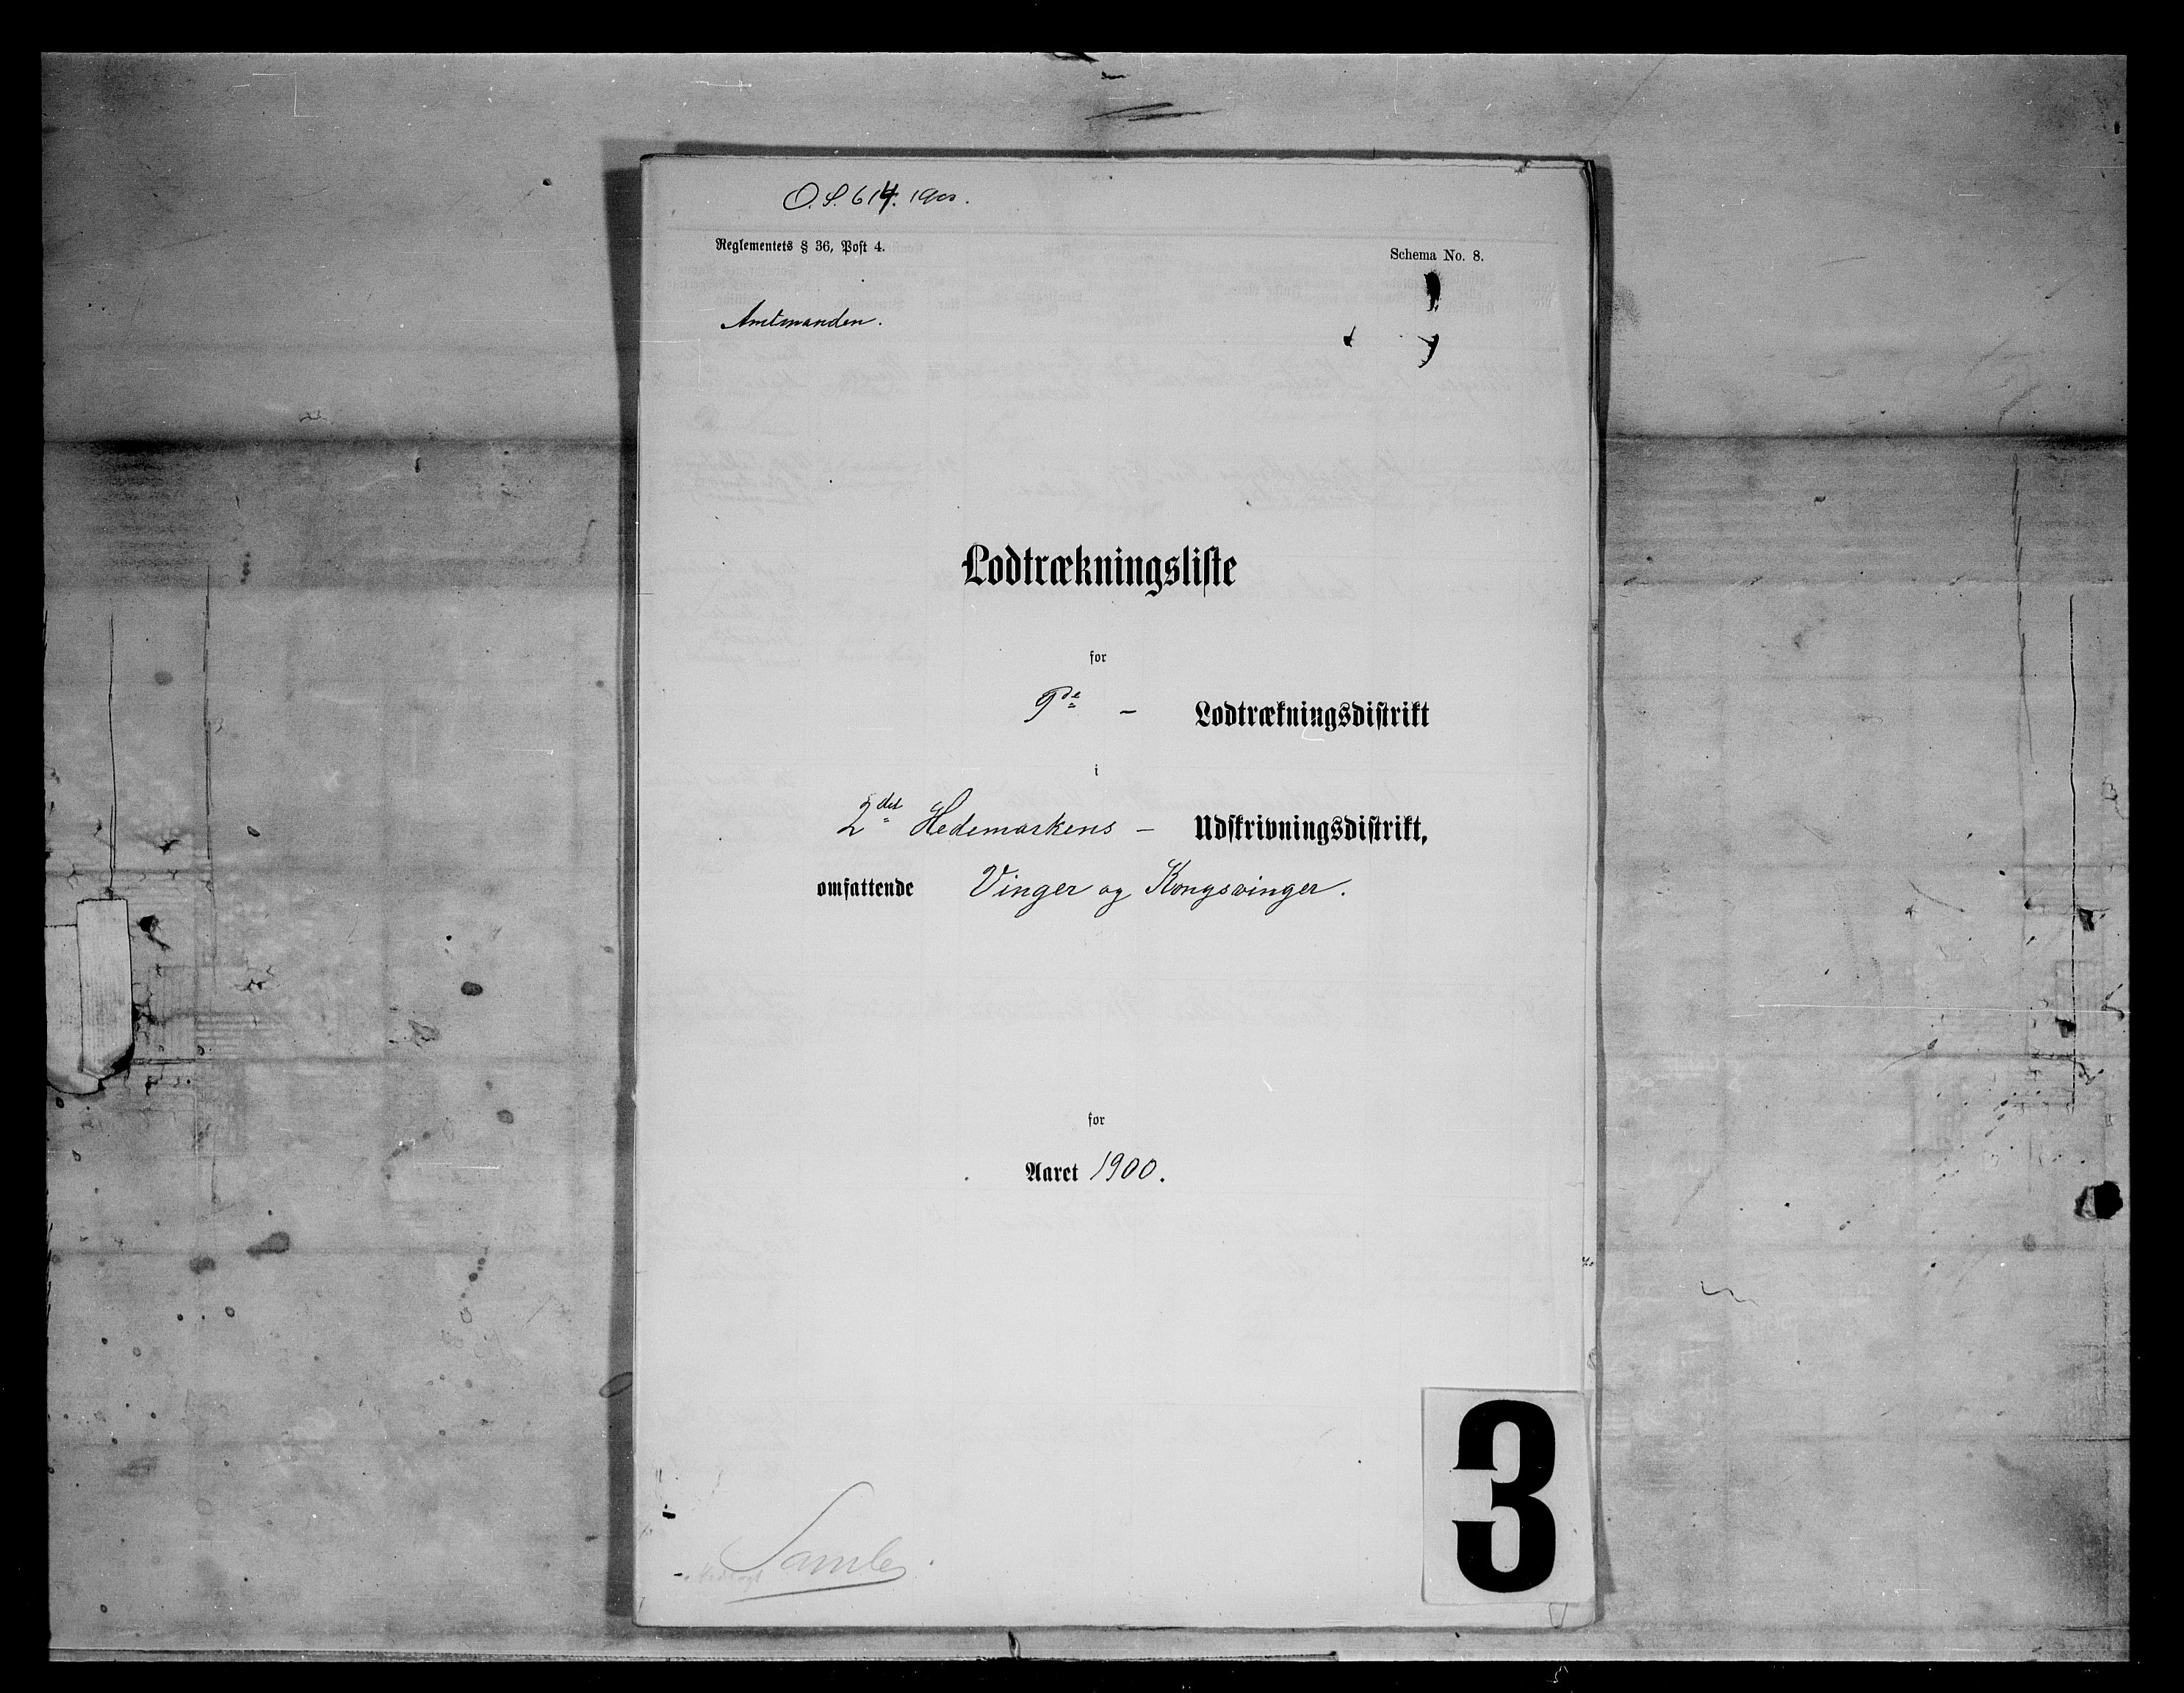 O.S. 614. 1900.
Reglementets § 36, Post 4.
Schema No. 8.
Amtmanden.
Lodtrækningsliste
for
9de - Lodtrækningsdistrikt
i
2det Hedemarkens - Udskrivningsdistrikt,
omfattende Vinger og Kongsvinger.
for
Aaret 1900.
Samles
3